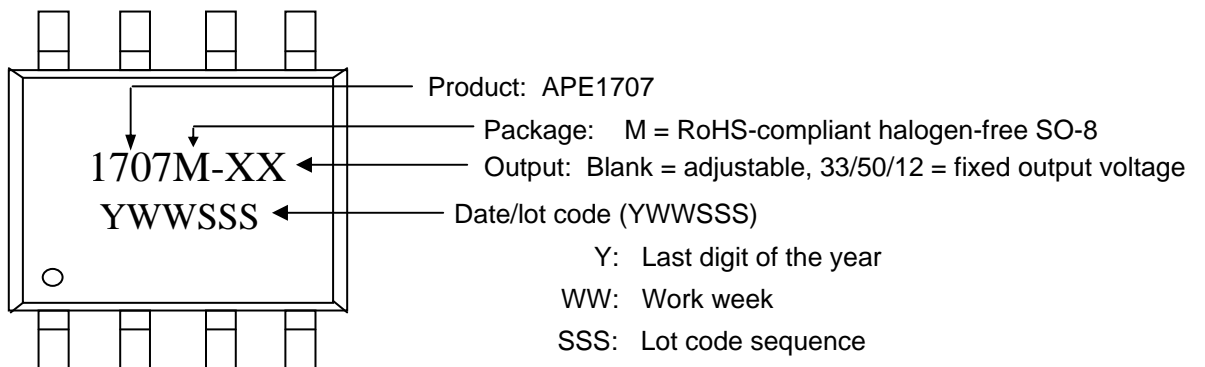 Product: APE1707
Package: M = RoHS-compliant halogen-free SO-8
1707M-XX
Output: Blank = adjustable, 33/50/12 = fixed output voltage
YWWSSS
Date/lot code (YWWSSS)
Y: Last digit of the year
WW: Work week
SSS: Lot code sequence